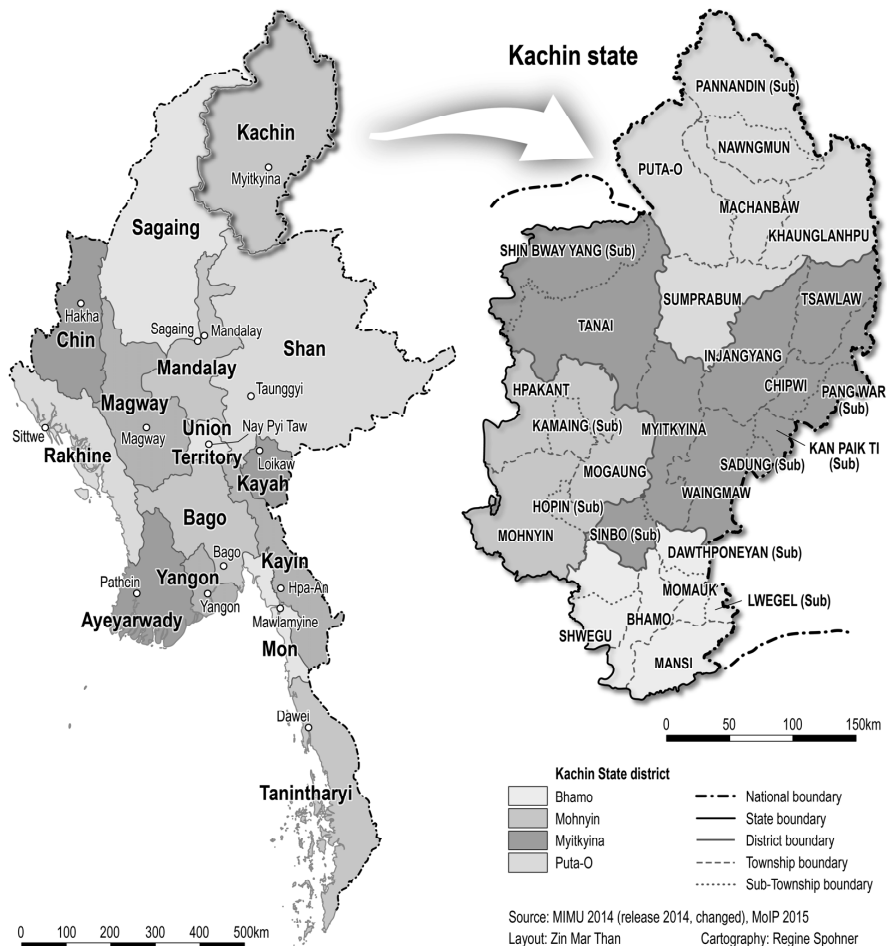 Kachin
Myitkyina
Sagaing
Hakha
Chin
Sagaing
Mandalay
Mandalay
Shan
Taunggyi
Magway
Magway
Sittwe
Rakhine
Union
Territory
Nay Pyi Taw
Loikaw
Kayah
Bago
Bago
Kayin
Pathein
Yangon
Yangon
Hpa-An
Ayeyarwady
Mawlamyine
Mon
Dawei
Tanintharyi
0 100 200 300 400 500km
Kachin state
PANNANDIN (Sub)
NAWNGMUN
PUTA-O
MACHANBAW
KHAUNGLANHPU
SHIN BWAY YANG (Sub)
SUMPRABUM
TSAWLAW
TANAI
INJANGYANG
HPAKANT
CHIPWI
PANG WAR
(Sub)
KAMAING (Sub)
MYITKYINA
KAN PAIK TI
(Sub)
MOGAUNG
SADUNG (Sub)
WAINGMAW
HOPIN (Sub)
MOHNYIN
SINBO (Sub)
DAWTHPONEYAN (Sub)
MOMAUK
LWEGEL (Sub)
BHAMO
SHWEGU
MANSI
0 50 100 150km
Kachin State district
Bhamo
Mohnyin
Myitkyina
Puta-O
National boundary
State boundary
District boundary
Township boundary
Sub-Township boundary
Source: MIMU 2014 (release 2014, changed), MoIP 2015
Layout: Zin Mar Than Cartography: Regine Spohner